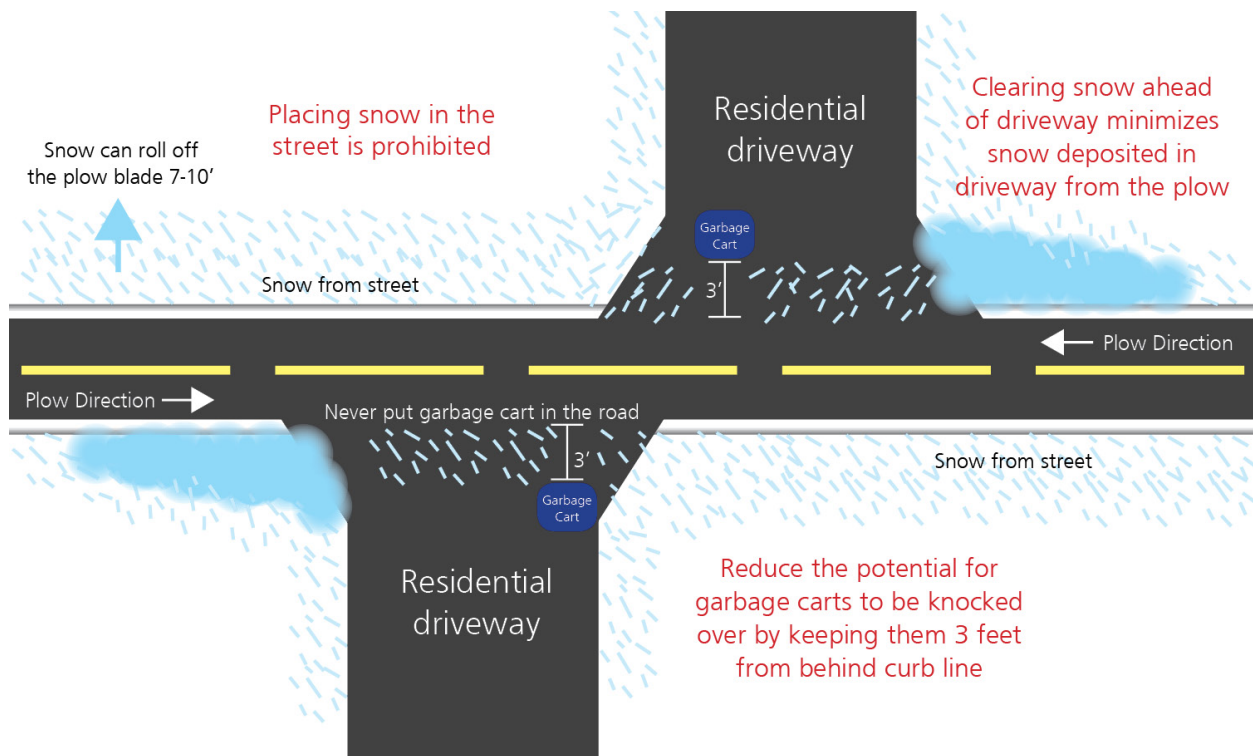 Placing snow in the
street is prohibited
Snow can roll off
the plow blade 7-10’
Snow from street
Residential
driveway
Garbage
Cart
3’
Clearing snow ahead
of driveway minimizes
snow deposited in
driveway from the plow
Plow Direction
Plow Direction
Never put garbage cart in the road
3’
Garbage
Cart
Residential
driveway
Snow from street
Reduce the potential for
garbage carts to be knocked
over by keeping them 3 feet
from behind curb line